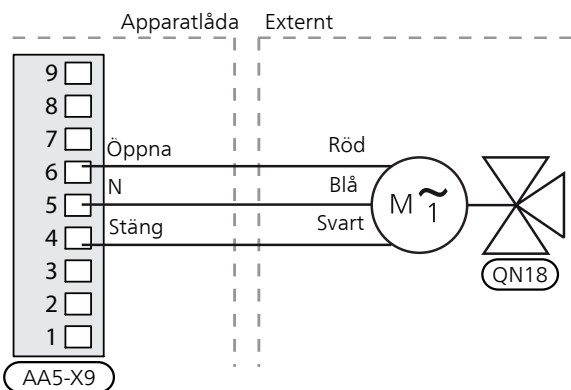 Apparatlåda Externt
9
8
7
6 Öppna Röd
5 N Blå
4 Stäng Svart
3
2
1
M ~ 1
QN18
AA5-X9